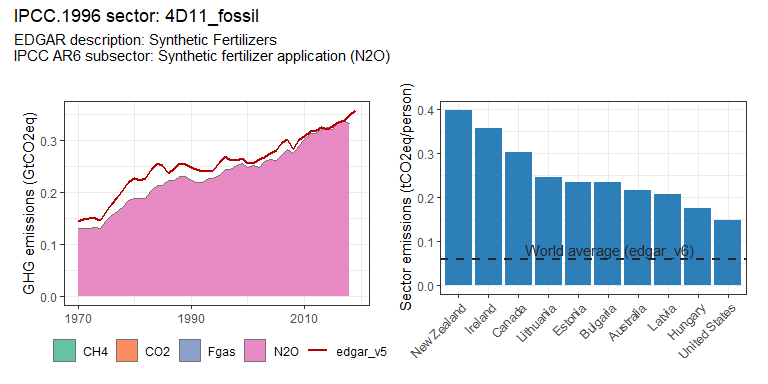 IPCC.1996 sector: 4D11_fossil
EDGAR description: Synthetic Fertilizers
IPCC AR6 subsector: Synthetic fertilizer application (N2O)
GHG emissions (GtCO2eq)
0.3
0.2
0.1
0.0
1970
1990
2010
CH4
CO2
Fgas
N2O
edgar_v5
Sector emissions (tCO2eq/person)
0.4
0.3
0.2
0.1
0.0
World average (edgar_v6)
New Zealand
Ireland
Canada
Lithuania
Estonia
Bulgaria
Australia
Latvia
Hungary
United States